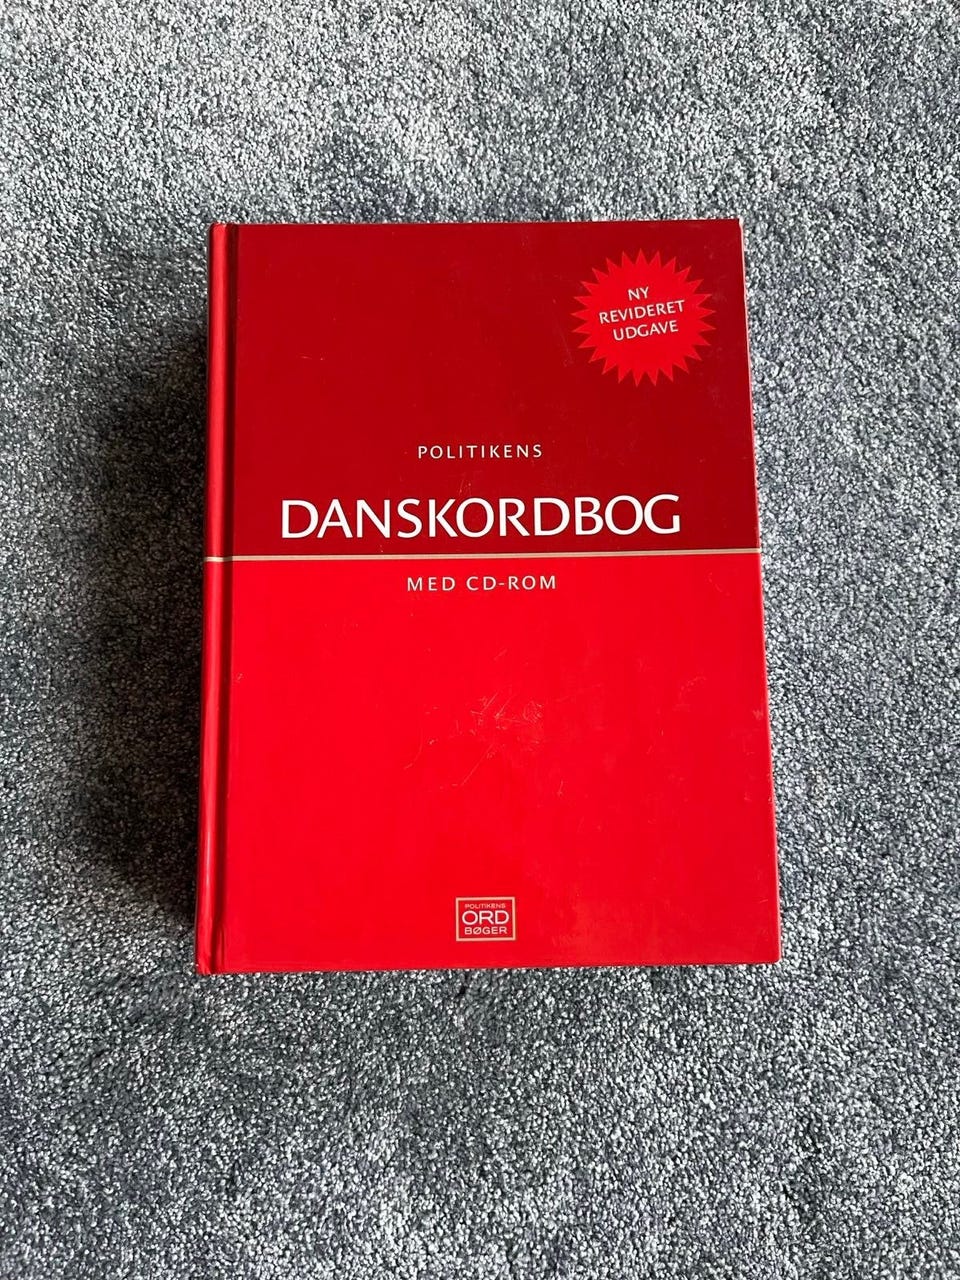 NY
REVIDERET
UDGAVE
POLITIKENS
DANSKORDBOG
MED CD-ROM
POLITIKENS
ORD
BØGER